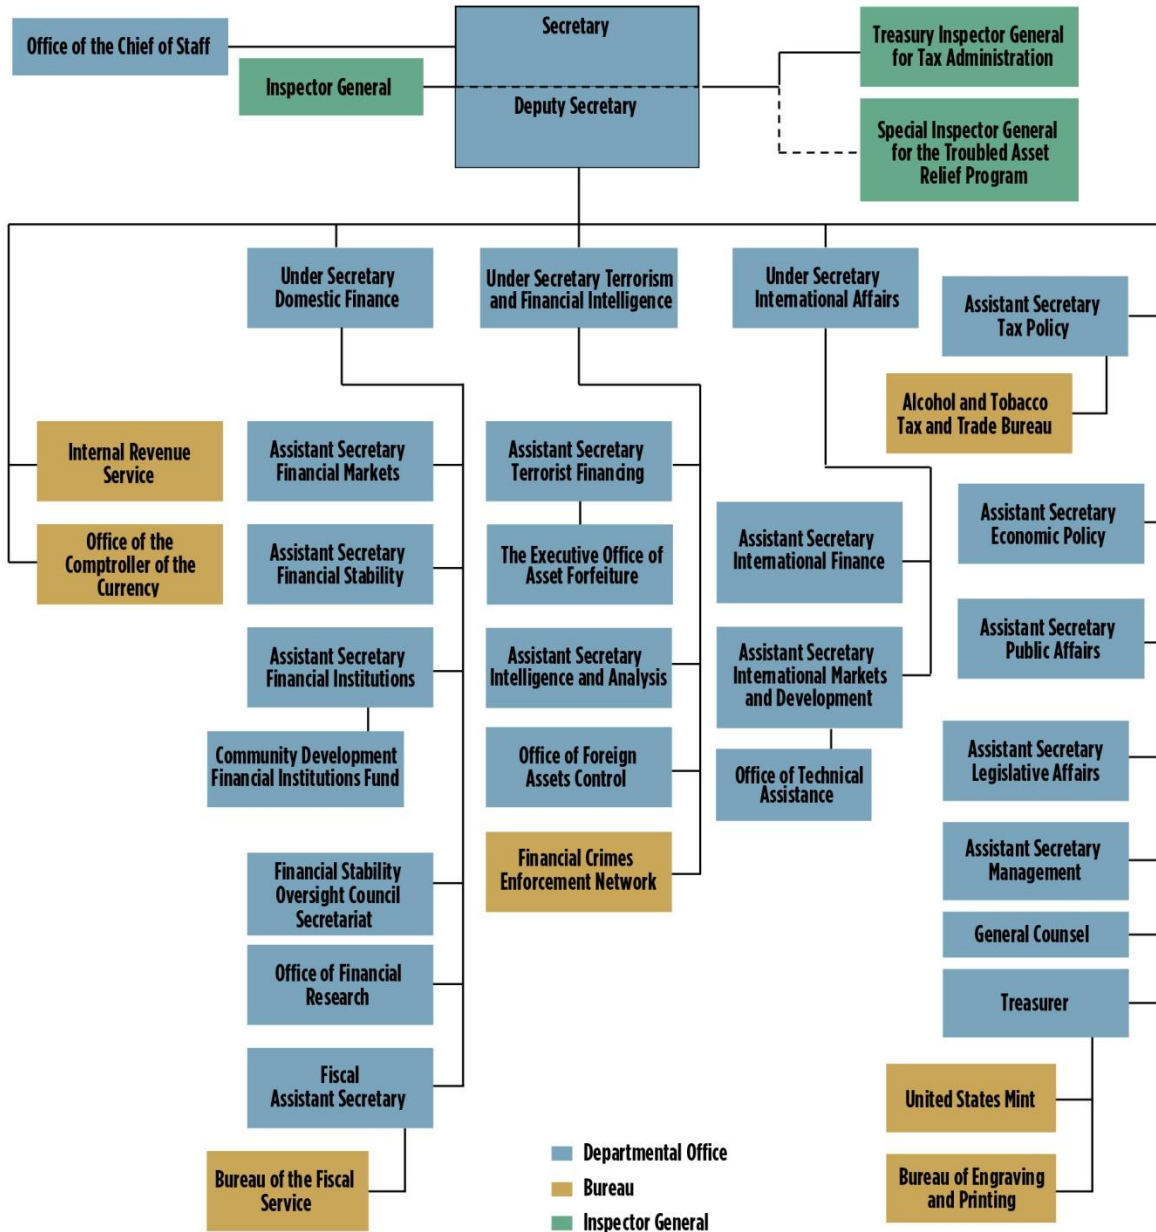 Office of the Chief of Staff
Secretary
Deputy Secretary
Inspector General
Treasury Inspector General
for Tax Administration
Special Inspector General
for the Troubled Asset
Relief Program
Under Secretary
Domestic Finance
Under Secretary Terrorism
and Financial Intelligence
Under Secretary
International Affairs
Assistant Secretary
Tax Policy
Alcohol and Tobacco
Tax and Trade Bureau
Internal Revenue
Service
Office of the
Comptroller of the
Currency
Assistant Secretary
Financial Markets
Assistant Secretary
Financial Stability
Assistant Secretary
Financial Institutions
Community Development
Financial Institutions Fund
Financial Stability
Oversight Council
Secretariat
Office of Financial
Research
Fiscal
Assistant Secretary
Bureau of the Fiscal
Service
Assistant Secretary
Terrorist Financing
The Executive Office of
Asset Forfeiture
Assistant Secretary
Intelligence and Analysis
Office of Foreign
Assets Control
Financial Crimes
Enforcement Network
Assistant Secretary
International Finance
Assistant Secretary
International Markets
and Development
Office of Technical
Assistance
Assistant Secretary
Economic Policy
Assistant Secretary
Public Affairs
Assistant Secretary
Legislative Affairs
Assistant Secretary
Management
General Counsel
Treasurer
United States Mint
Bureau of Engraving
and Printing
Departmental Office
Bureau
Inspector General